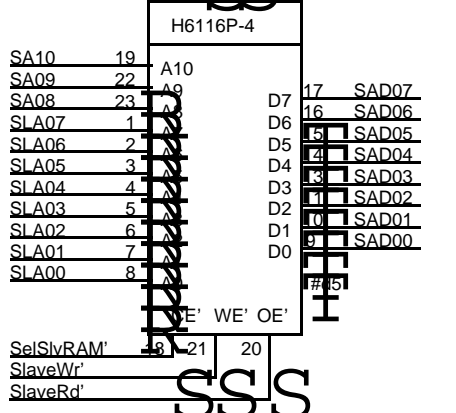 H6116P-4
SA10 19 A10
SA09 22 A9
SA08 23
SLA07 1
SLA06 2
SLA05 3
SLA04 4
SLA03 5
SLA02 6
SLA01 7
SLA00 8
D7 17 SAD07
D6 16 SAD06
D5 SAD05
D4 SAD04
D3 SAD03
D2 SAD02
D1 SAD01
D0 9 SAD00
WE' OE'
SelSlvRAM' 18 21 20
SlaveWr'
SlaveRd'
SS S